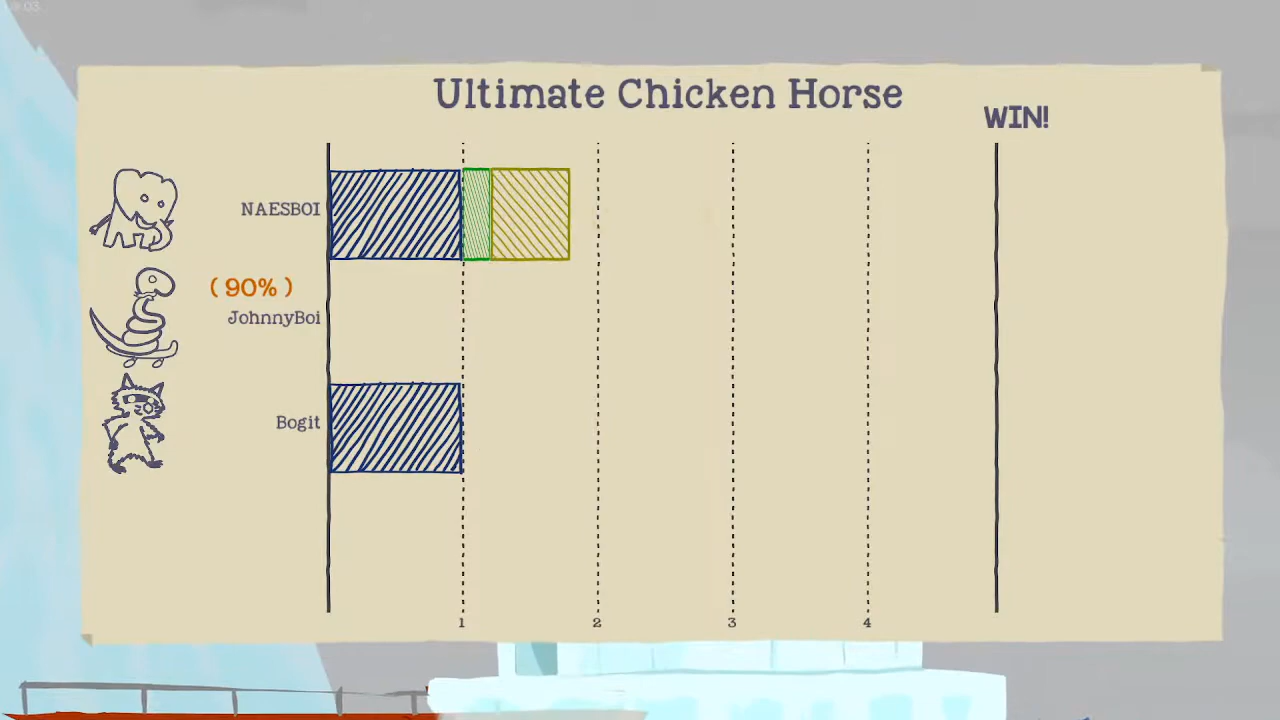 Ultimate Chicken Horse
WIN!
NAESBOI
( 90% )
JohnnyBoi
Bogit
1 2 3 4